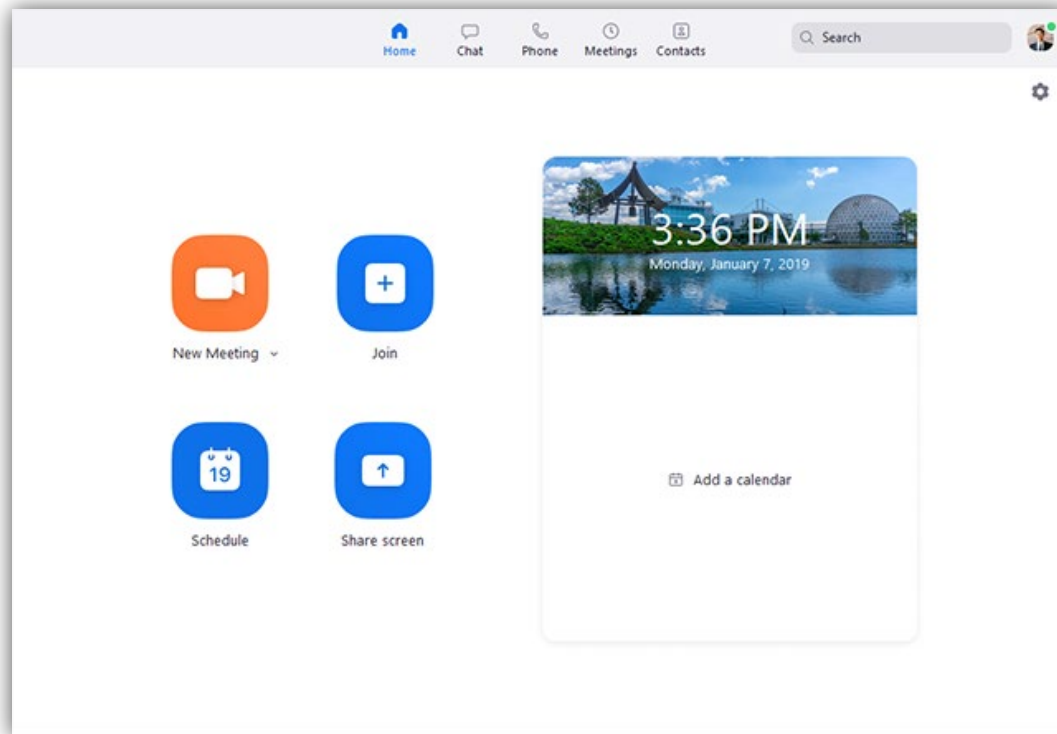 Home
Chat
Phone
Meetings
Contacts
Search
3:36 PM
Monday, January 7, 2019
New Meeting
Join
19
Schedule
Share screen
Add a calendar